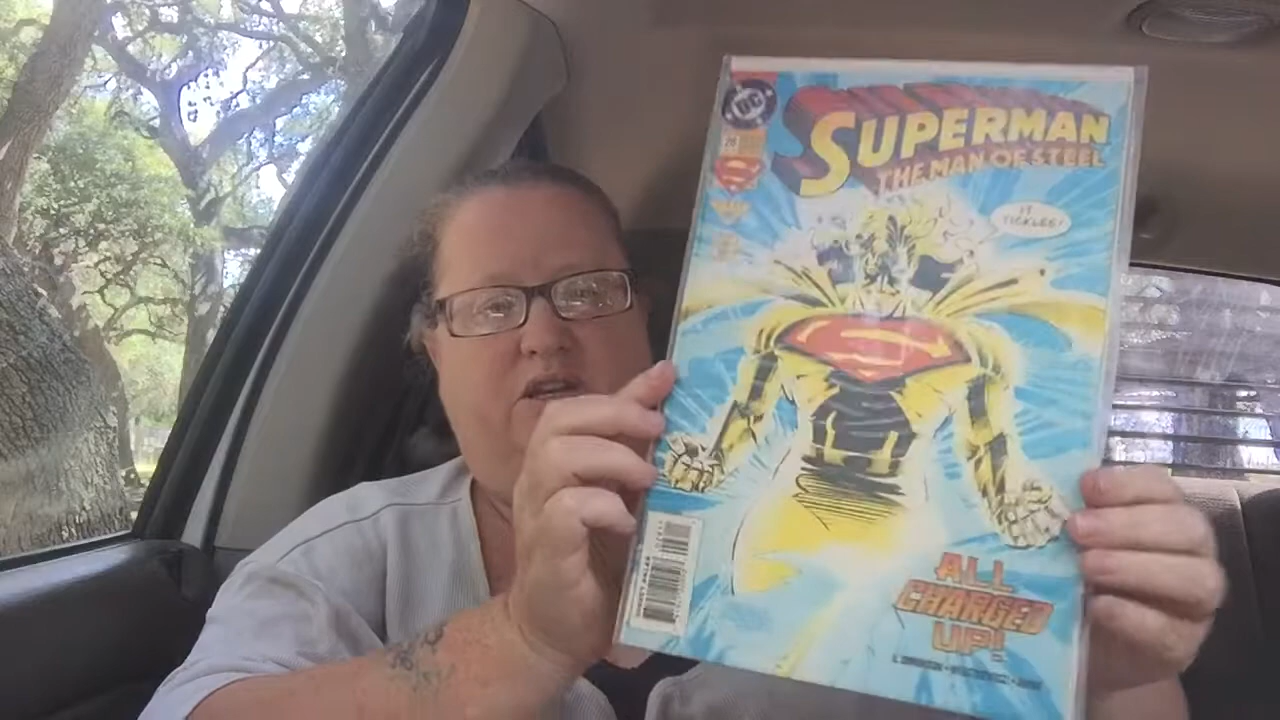 DC
SUPERMAN
THE MAN OF STEEL
IT
TICKLES!
ALL
CHARGED
UP!